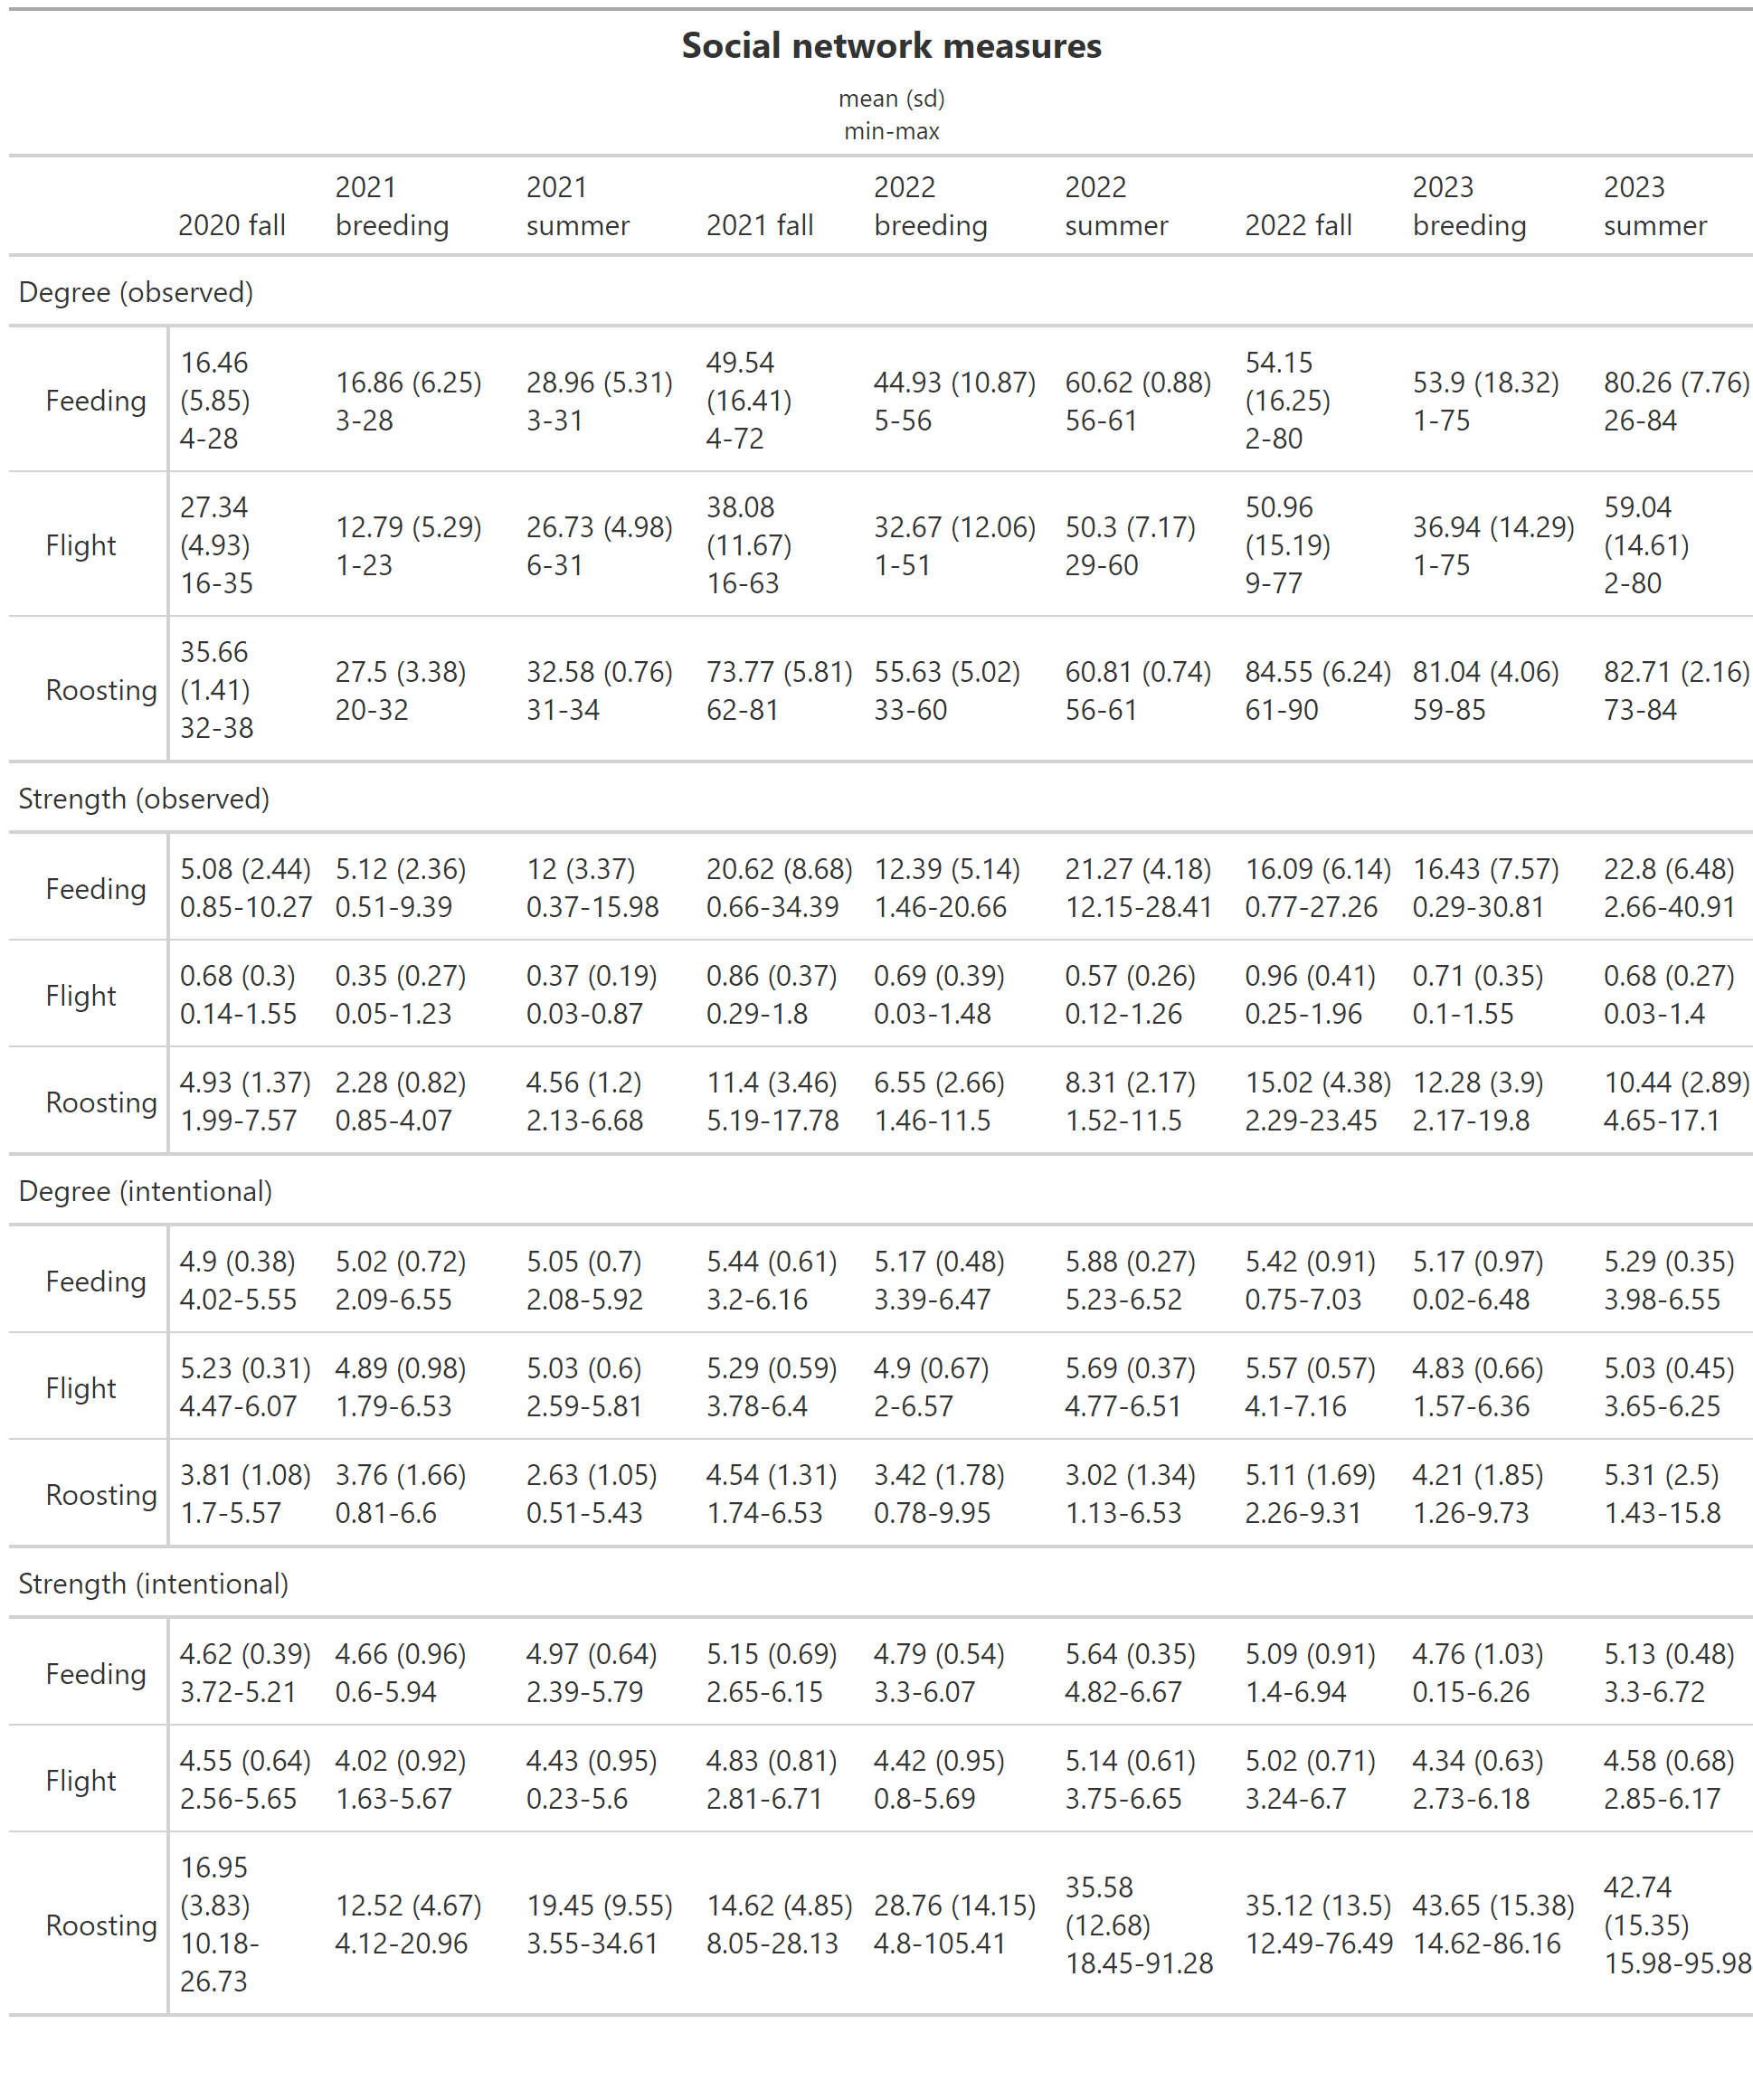 Social network measures
mean (sd)
min-max
2020 fall 2021 breeding 2021 summer 2021 fall 2022 breeding 2022 summer 2022 fall 2023 breeding 2023 summer
Degree (observed)
Feeding 16.46 (5.85) 4-28 16.86 (6.25) 3-28 28.96 (5.31) 3-31 49.54 (16.41) 4-72 44.93 (10.87) 5-56 60.62 (0.88) 56-61 54.15 (16.25) 2-80 53.9 (18.32) 1-75 80.26 (7.76) 26-84
Flight 27.34 (4.93) 16-35 12.79 (5.29) 1-23 26.73 (4.98) 6-31 38.08 (11.67) 16-63 32.67 (12.06) 1-51 50.3 (7.17) 29-60 50.96 (15.19) 9-77 36.94 (14.29) 1-75 59.04 (14.61) 2-80
Roosting 35.66 (1.41) 32-38 27.5 (3.38) 20-32 32.58 (0.76) 31-34 73.77 (5.81) 62-81 55.63 (5.02) 33-60 60.81 (0.74) 56-61 84.55 (6.24) 61-90 81.04 (4.06) 59-85 82.71 (2.16) 73-84
Strength (observed)
Feeding 5.08 (2.44) 0.85-10.27 5.12 (2.36) 0.51-9.39 12 (3.37) 0.37-15.98 20.62 (8.68) 0.66-34.39 12.39 (5.14) 1.46-20.66 21.27 (4.18) 12.15-28.41 16.09 (6.14) 0.77-27.26 16.43 (7.57) 0.29-30.81 22.8 (6.48) 2.66-40.91
Flight 0.68 (0.3) 0.14-1.55 0.35 (0.27) 0.05-1.23 0.37 (0.19) 0.03-0.87 0.86 (0.37) 0.29-1.8 0.69 (0.39) 0.03-1.48 0.57 (0.26) 0.12-1.26 0.96 (0.41) 0.25-1.96 0.71 (0.35) 0.1-1.55 0.68 (0.27) 0.03-1.4
Roosting 4.93 (1.37) 1.99-7.57 2.28 (0.82) 0.85-4.07 4.56 (1.2) 2.13-6.68 11.4 (3.46) 5.19-17.78 6.55 (2.66) 1.46-11.5 8.31 (2.17) 1.52-11.5 15.02 (4.38) 2.29-23.45 12.28 (3.9) 2.17-19.8 10.44 (2.89) 4.65-17.1
Degree (intentional)
Feeding 4.9 (0.38) 4.02-5.55 5.02 (0.72) 2.09-6.55 5.05 (0.7) 2.08-5.92 5.44 (0.61) 3.2-6.16 5.17 (0.48) 3.39-6.47 5.88 (0.27) 5.23-6.52 5.42 (0.91) 0.75-7.03 5.17 (0.97) 0.02-6.48 5.29 (0.35) 3.98-6.55
Flight 5.23 (0.31) 4.47-6.07 4.89 (0.98) 1.79-6.53 5.03 (0.6) 2.59-5.81 5.29 (0.59) 3.78-6.4 4.9 (0.67) 2-6.57 5.69 (0.37) 4.77-6.51 5.57 (0.57) 4.1-7.16 4.83 (0.66) 1.57-6.36 5.03 (0.45) 3.65-6.25
Roosting 3.81 (1.08) 1.7-5.57 3.76 (1.66) 0.81-6.6 2.63 (1.05) 0.51-5.43 4.54 (1.31) 1.74-6.53 3.42 (1.78) 0.78-9.95 3.02 (1.34) 1.13-6.53 5.11 (1.69) 2.26-9.31 4.21 (1.85) 1.26-9.73 5.31 (2.5) 1.43-15.8
Strength (intentional)
Feeding 4.62 (0.39) 3.72-5.21 4.66 (0.96) 0.6-5.94 4.97 (0.64) 2.39-5.79 5.15 (0.69) 2.65-6.15 4.79 (0.54) 3.3-6.07 5.64 (0.35) 4.82-6.67 5.09 (0.91) 1.4-6.94 4.76 (1.03) 0.15-6.26 5.13 (0.48) 3.3-6.72
Flight 4.55 (0.64) 2.56-5.65 4.02 (0.92) 1.63-5.67 4.43 (0.95) 0.23-5.6 4.83 (0.81) 2.81-6.71 4.42 (0.95) 0.8-5.69 5.14 (0.61) 3.75-6.65 5.02 (0.71) 3.24-6.7 4.34 (0.63) 2.73-6.18 4.58 (0.68) 2.85-6.17
Roosting 16.95 (3.83) 10.18-26.73 12.52 (4.67) 4.12-20.96 19.45 (9.55) 3.55-34.61 14.62 (4.85) 8.05-28.13 28.76 (14.15) 4.8-105.41 35.58 (12.68) 18.45-91.28 35.12 (13.5) 12.49-76.49 43.65 (15.38) 14.62-86.16 42.74 (15.35) 15.98-95.98